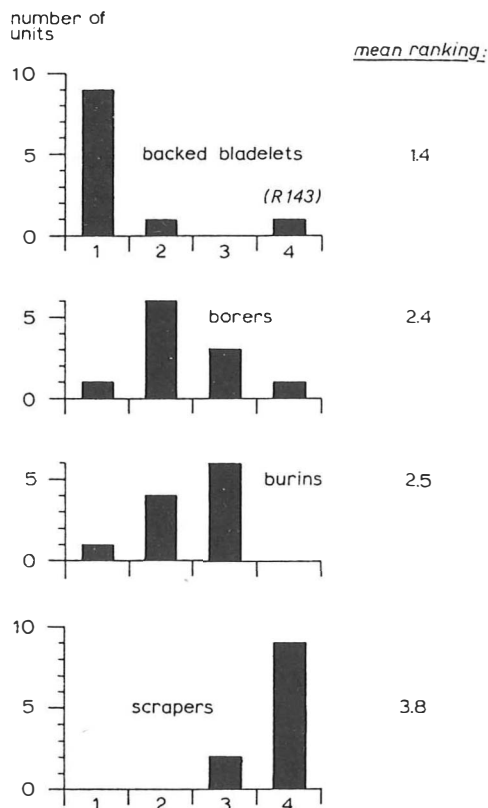 number of
units
mean ranking:
10
backed bladelets
1.4
5
(R143)
0
1 2 3 4
5
borers
2.4
0
5
burins
2.5
0
10
scrapers
3.8
5
0
1 2 3 4